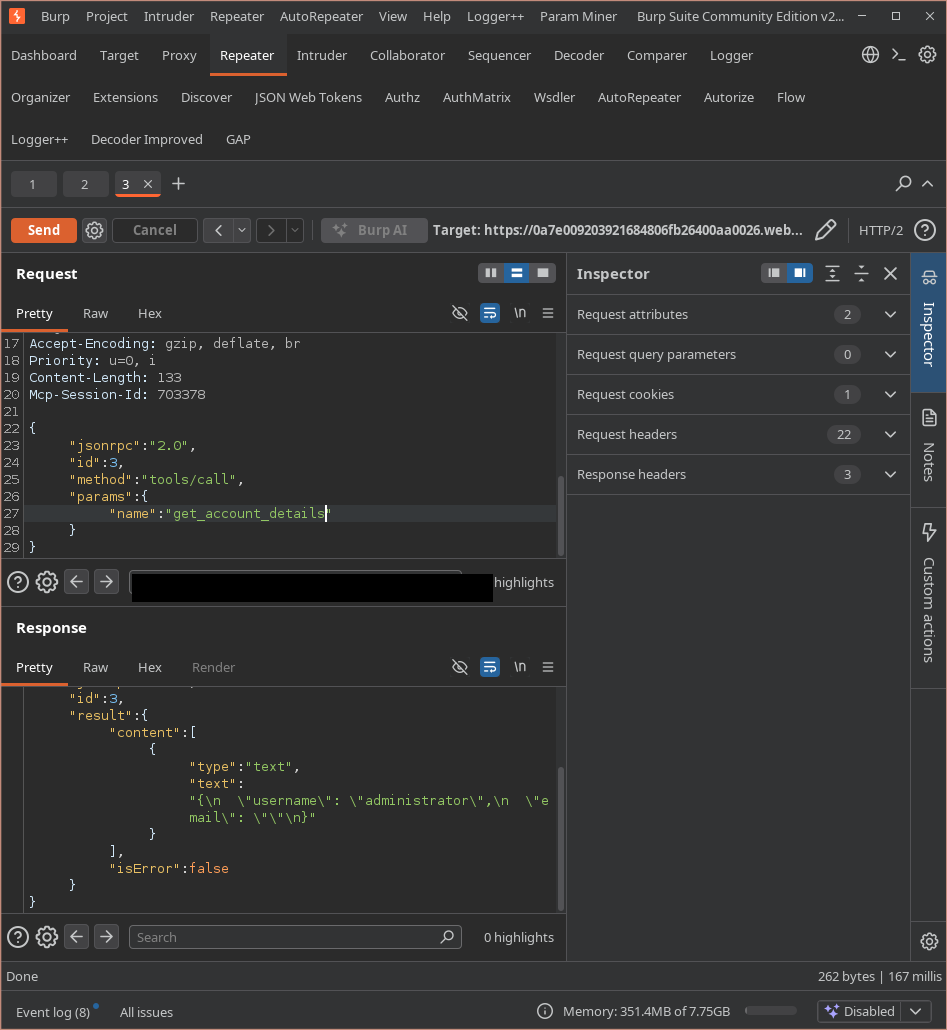 Burp Project Intruder Repeater AutoRepeater View Help Logger++ Param Miner Burp Suite Community Edition v2...
Dashboard Target Proxy Repeater Intruder Collaborator Sequencer Decoder Comparer Logger
Organizer Extensions Discover JSON Web Tokens Authz AuthMatrix Wsdler AutoRepeater Autorize Flow
Logger++ Decoder Improved GAP
1 2 3
Send Cancel Burp AI Target: https://0a7e009203921684806fb26400aa0026.web... HTTP/2
Request
Pretty Raw Hex \n
17 Accept-Encoding: gzip, deflate, br
18 Priority: u=0, i
19 Content-Length: 133
20 Mcp-Session-Id: 703378
21
22 {
23 "jsonrpc":"2.0",
24 "id":3,
25 "method":"tools/call",
26 "params":{
27 "name":"get_account_details"
28 }
29 }
highlights
Response
Pretty Raw Hex Render \n
"id":3,
"result":{
"content":[
{
"type":"text",
"text":
"{\n  \"username\": \"administrator\",\n  \"e
mail\": \"\"\n}"
}
],
"isError":false
}
}
Search 0 highlights
Inspector
Request attributes 2
Request query parameters 0
Request cookies 1
Request headers 22
Response headers 3
Inspector
Notes
Custom actions
Done 262 bytes | 167 millis
Event log (8) All issues Memory: 351.4MB of 7.75GB Disabled